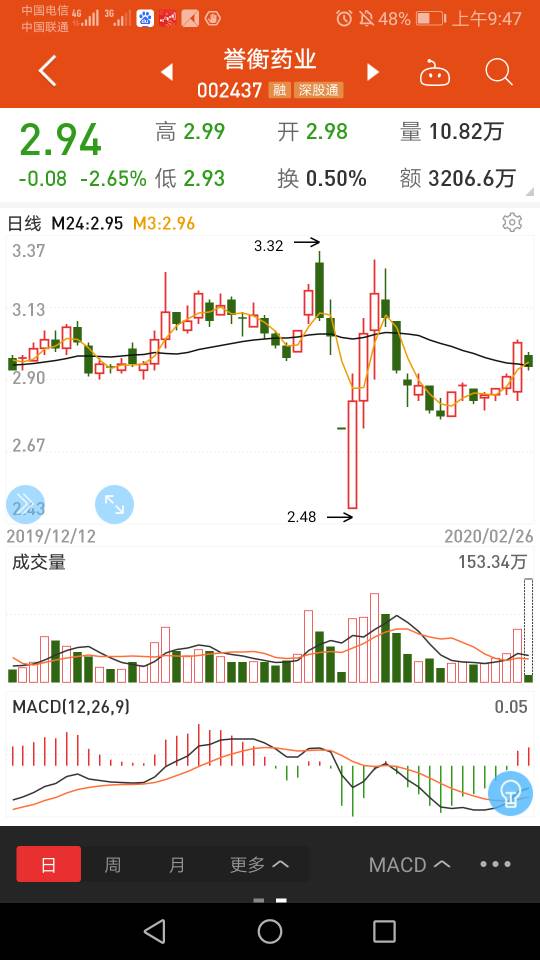 中国电信 4G 3G 48% 上午9:47
中国联通
誉衡药业
002437 融 深股通
2.94 高 2.99 开 2.98 量 10.82万
-0.08 -2.65% 低 2.93 换 0.50% 额 3206.6万
日线 M24:2.95 M3:2.96
3.37
3.32
3.13
2.90
2.67
2.43
2.48
2019/12/12 2020/02/26
成交量 153.34万
MACD(12,26,9) 0.05
日 周 月 更多 MACD